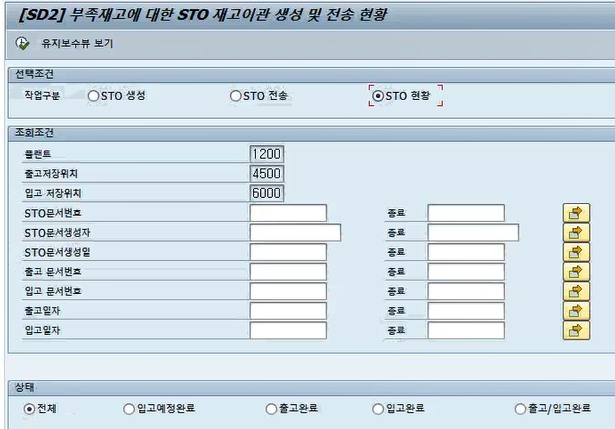 [SD2] 부족재고에 대한 STO 재고이관 생성 및 전송 현황
유지보수뷰 보기
선택조건
작업구분 STO 생성 STO 전송 STO 현황
조회조건
플랜트 1200
출고저장위치 4500
입고 저장위치 6000
STO문서번호 종료
STO문서생성자 종료
STO문서생성일 종료
출고 문서번호 종료
입고 문서번호 종료
출고일자 종료
입고일자 종료
상태
전체 입고예정완료 출고완료 입고완료 출고/입고완료